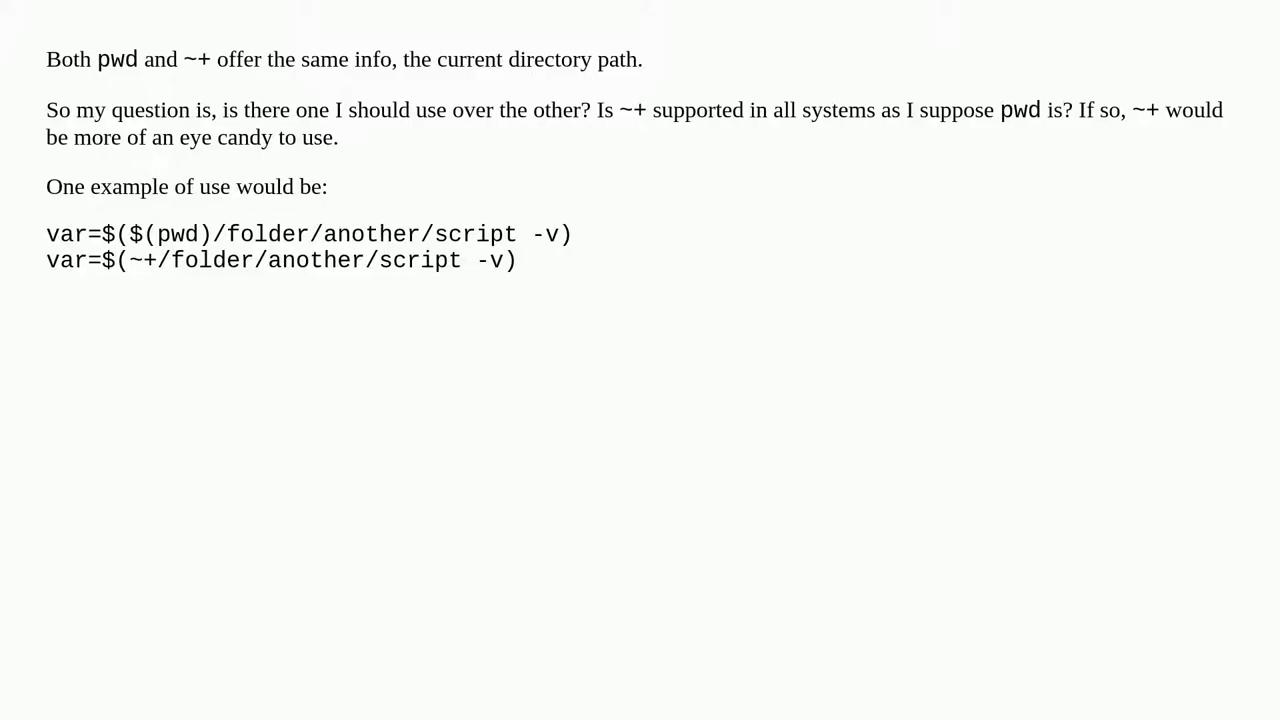 Both pwd and ~+ offer the same info, the current directory path.
So my question is, is there one I should use over the other? Is ~+ supported in all systems as I suppose pwd is? If so, ~+ would
be more of an eye candy to use.
One example of use would be:
var=$($(pwd)/folder/another/script -v)
var=$(~+/folder/another/script -v)